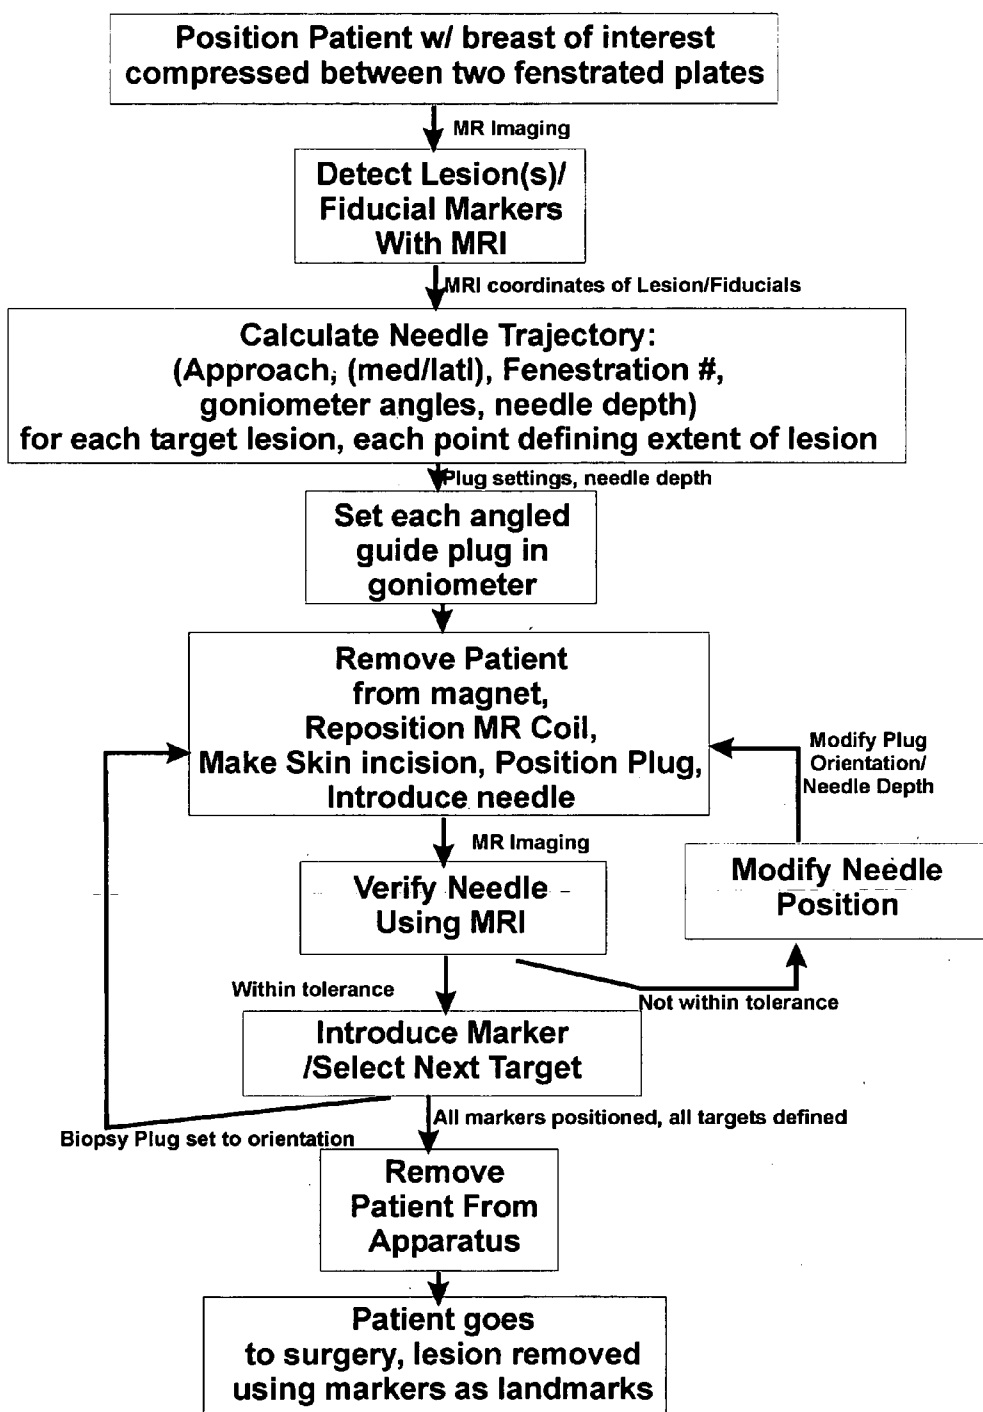 Position Patient w/ breast of interest
compressed between two fenstrated plates
MR Imaging
Detect Lesion(s)/
Fiducial Markers
With MRI
MRI coordinates of Lesion/Fiducials
Calculate Needle Trajectory:
(Approach, (med/latl), Fenestration #,
goniometer angles, needle depth)
for each target lesion, each point defining extent of lesion
Plug settings, needle depth
Set each angled
guide plug in
goniometer
Remove Patient
from magnet,
Reposition MR Coil,
Make Skin incision, Position Plug,
Introduce needle
Modify Plug
Orientation/
Needle Depth
MR Imaging
Verify Needle
Using MRI
Modify Needle
Position
Within tolerance
Not within tolerance
Introduce Marker
/Select Next Target
Biopsy Plug set to orientation
All markers positioned, all targets defined
Remove
Patient From
Apparatus
Patient goes
to surgery, lesion removed
using markers as landmarks